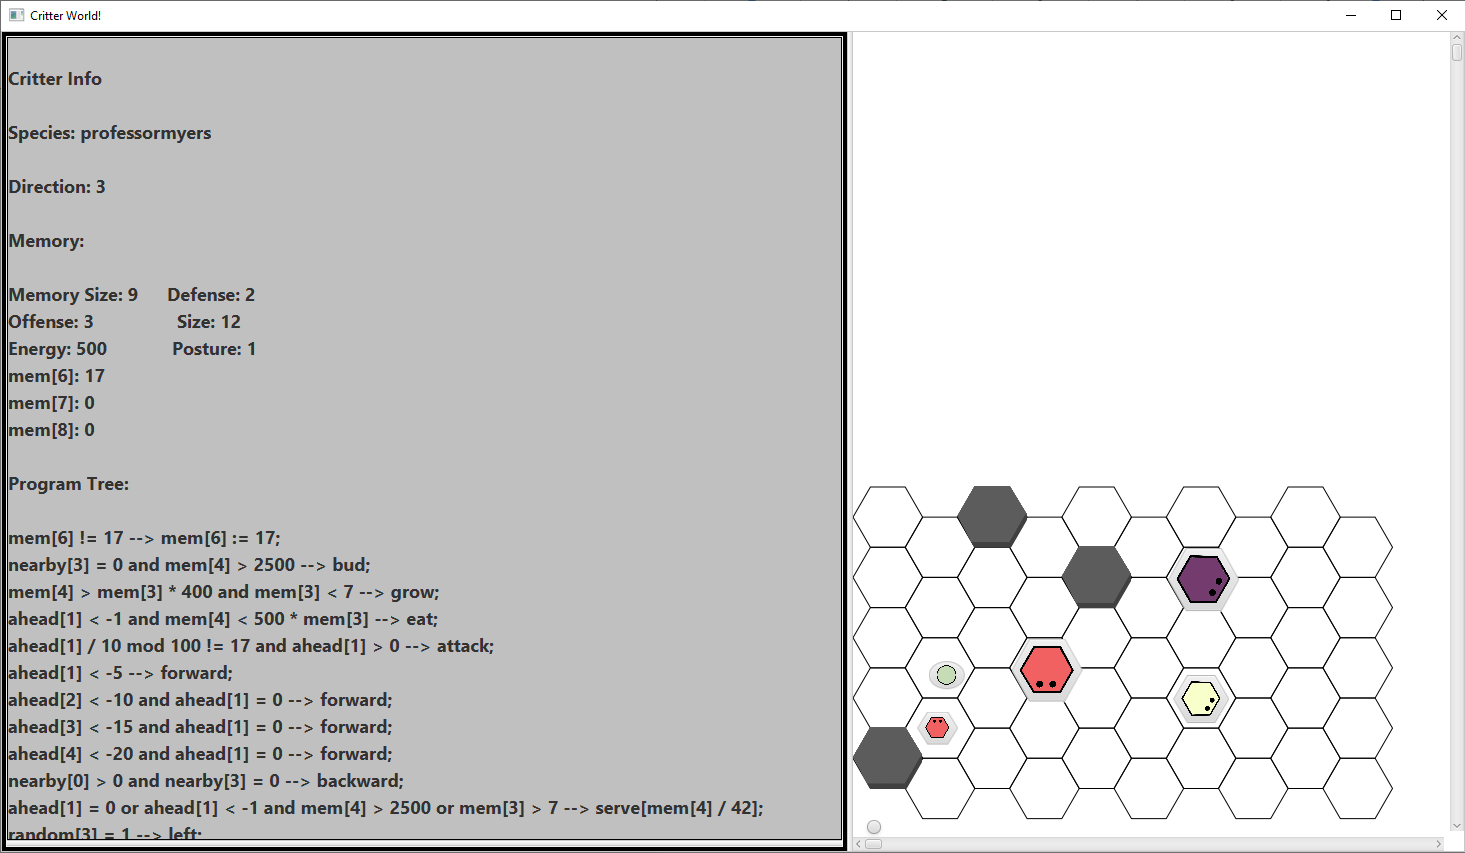 Critter World!
Critter Info
Species: professormyers
Direction: 3
Memory:
Memory Size: 9 Defense: 2
Offense: 3 Size: 12
Energy: 500 Posture: 1
mem[6]: 17
mem[7]: 0
mem[8]: 0
Program Tree:
mem[6] != 17 --> mem[6] := 17;
nearby[3] = 0 and mem[4] > 2500 --> bud;
mem[4] > mem[3] * 400 and mem[3] < 7 --> grow;
ahead[1] < -1 and mem[4] < 500 * mem[3] --> eat;
ahead[1] / 10 mod 100 != 17 and ahead[1] > 0 --> attack;
ahead[1] < -5 --> forward;
ahead[2] < -10 and ahead[1] = 0 --> forward;
ahead[3] < -15 and ahead[1] = 0 --> forward;
ahead[4] < -20 and ahead[1] = 0 --> forward;
nearby[0] > 0 and nearby[3] = 0 --> backward;
ahead[1] = 0 or ahead[1] < -1 and mem[4] > 2500 or mem[3] > 7 --> serve[mem[4] / 42];
random[3] = 1 --> left;